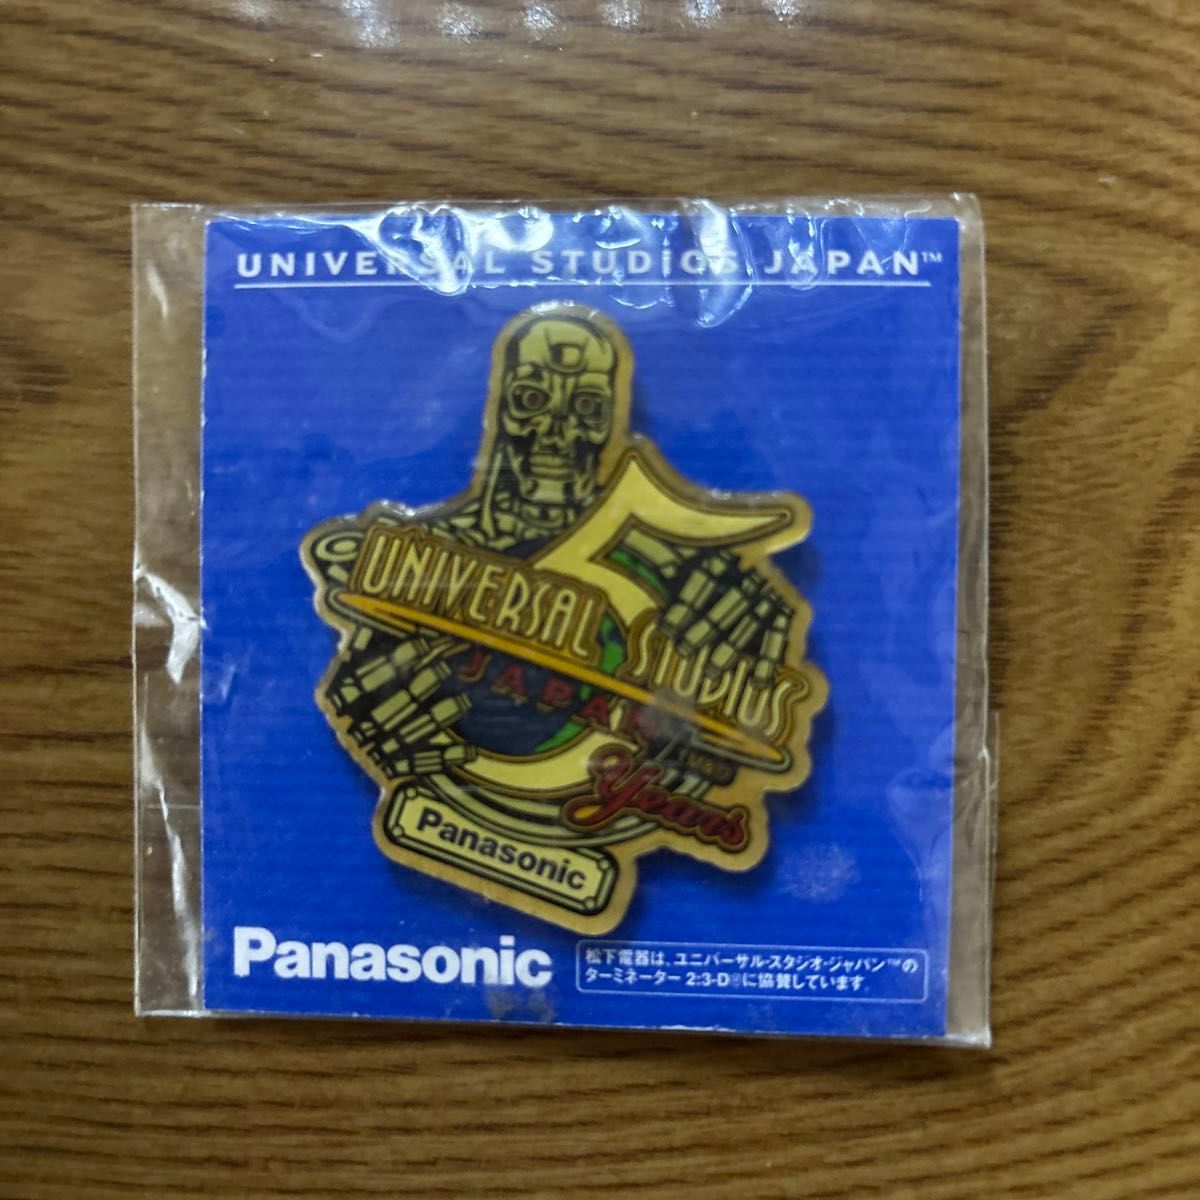 UNIVERSAL STUDIOS JAPAN™
5
UNIVERSAL STUDIOS
JAPAN
Years
Panasonic
Panasonic
松下電器は、ユニバーサル・スタジオ・ジャパン™の
ターミネーター 2:3-D®に協賛しています。